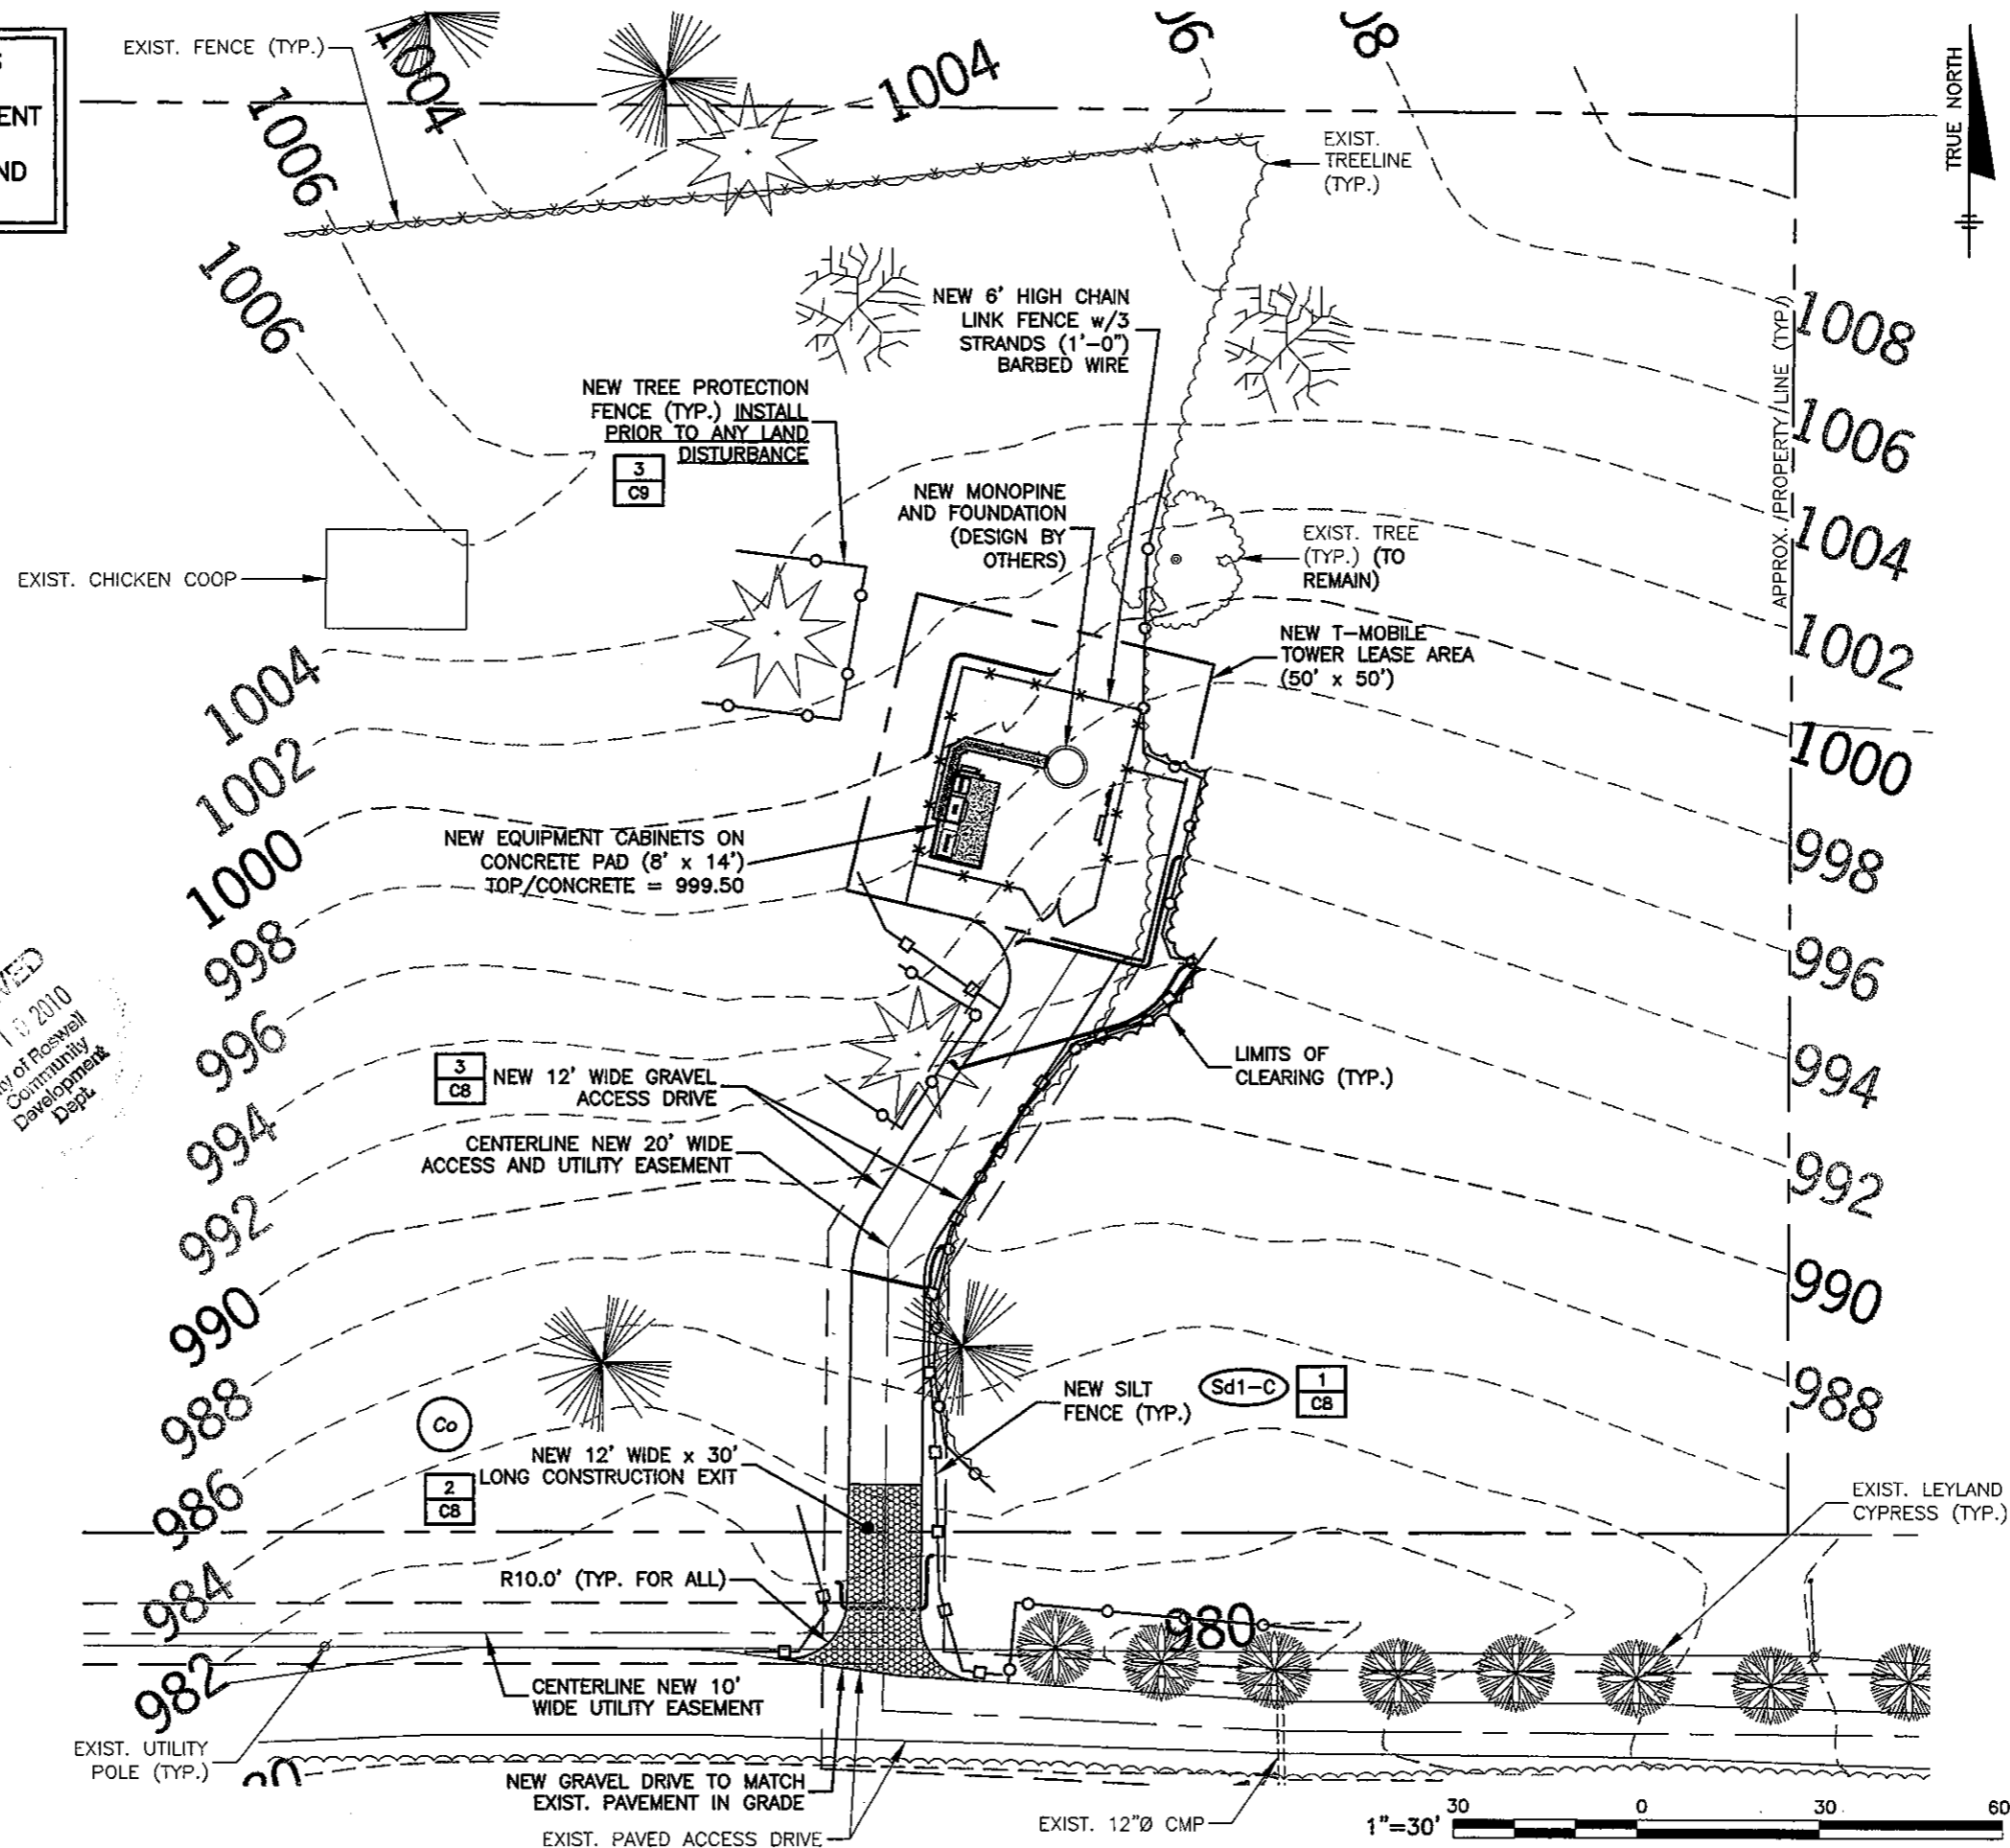 ENT
ND
EXIST. FENCE (TYP.)
1004
1006
1004
TRUE NORTH
EXIST.
TREELINE
(TYP.)
1006
NEW 6' HIGH CHAIN
LINK FENCE w/3
STRANDS (1'-0")
BARBED WIRE
APPROX. PROPERTY LINE (TYP.)
1008
1006
1004
1002
1000
998
996
994
992
990
988
NEW TREE PROTECTION
FENCE (TYP.) INSTALL
PRIOR TO ANY LAND
DISTURBANCE
3
C9
NEW MONOPINE
AND FOUNDATION
(DESIGN BY
OTHERS)
EXIST. TREE
(TYP.) (TO
REMAIN)
EXIST. CHICKEN COOP
NEW T-MOBILE
TOWER LEASE AREA
(50' x 50')
1004
1002
1000
998
996
994
992
990
988
986
984
982
NEW EQUIPMENT CABINETS ON
CONCRETE PAD (8' x 14')
TOP/CONCRETE = 999.50
2010
of Roswell
Community
Development
Dept.
3
C8
NEW 12' WIDE GRAVEL
ACCESS DRIVE
LIMITS OF
CLEARING (TYP.)
CENTERLINE NEW 20' WIDE
ACCESS AND UTILITY EASEMENT
NEW SILT
FENCE (TYP.)
Sd1-C
1
C8
Co
2
C8
NEW 12' WIDE x 30'
LONG CONSTRUCTION EXIT
EXIST. LEYLAND
CYPRESS (TYP.)
R10.0' (TYP. FOR ALL)
980
CENTERLINE NEW 10'
WIDE UTILITY EASEMENT
EXIST. UTILITY
POLE (TYP.)
NEW GRAVEL DRIVE TO MATCH
EXIST. PAVEMENT IN GRADE
EXIST. PAVED ACCESS DRIVE
EXIST. 12"Ø CMP
1"=30'
30 0 30 60